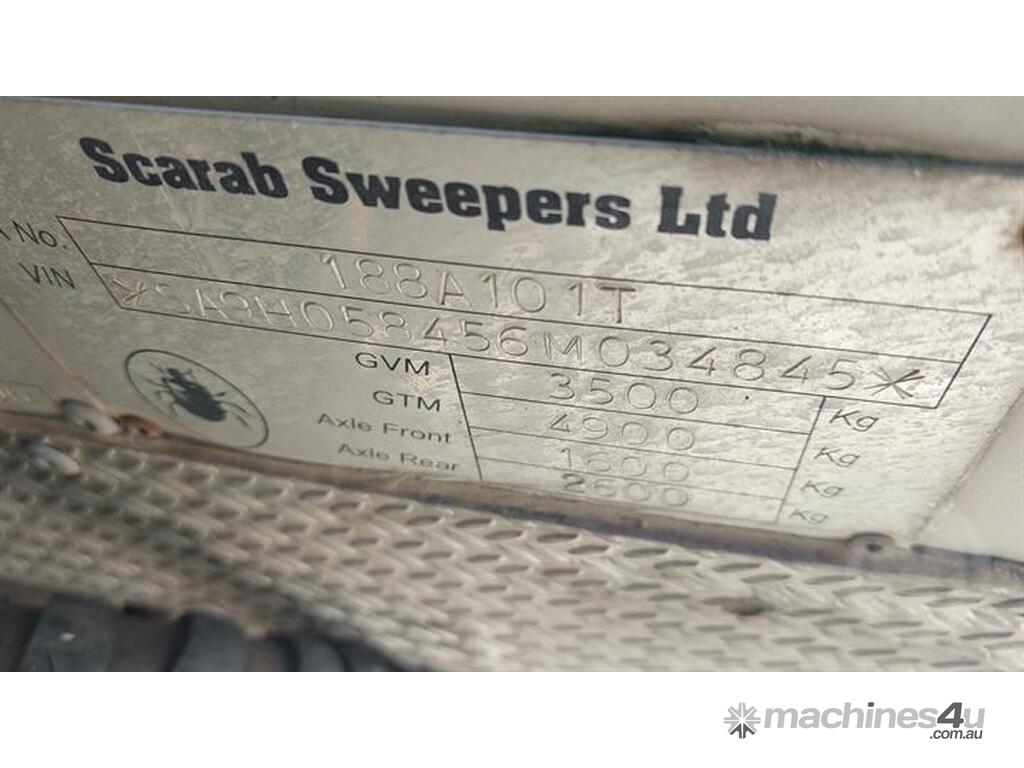 Scarab Sweepers Ltd
No. 188A101T
VIN *SA9H058456M034845*
GVM 3500 Kg
GTM 4900 Kg
Axle Front 1600 Kg
Axle Rear 2600 Kg
machines4u
.com.au